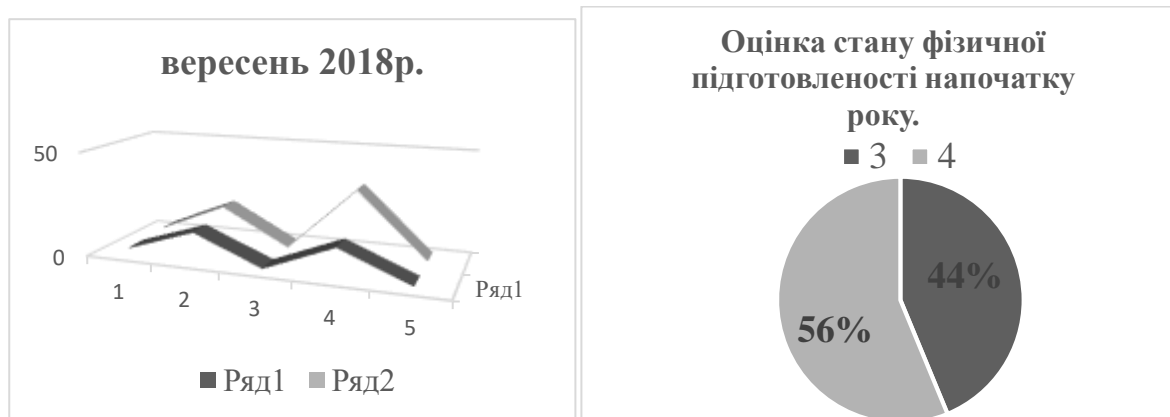 вересень 2018р.
50
0
1
2
3
4
5
Ряд1
Ряд1 Ряд2
Оцінка стану фізичної
підготовленості напочатку
року.
3 4
44%
56%